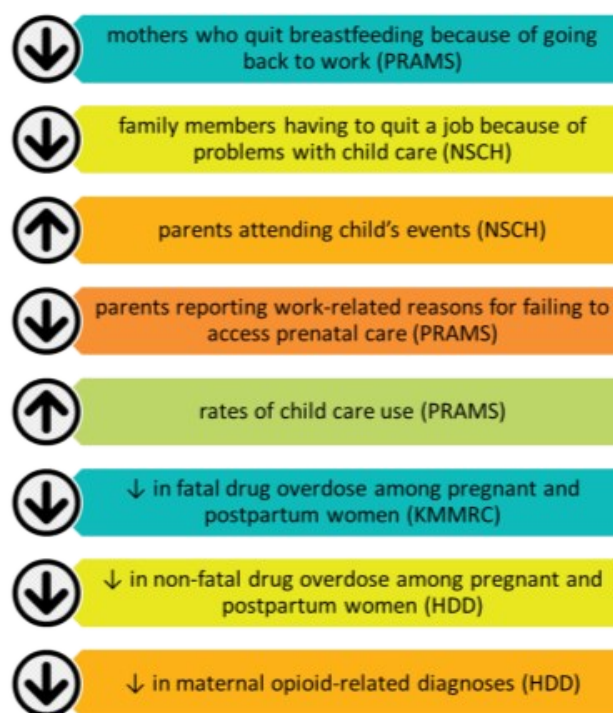 mothers who quit breastfeeding because of going
back to work (PRAMS)
family members having to quit a job because of
problems with child care (NSCH)
parents attending child’s events (NSCH)
parents reporting work-related reasons for failing to
access prenatal care (PRAMS)
rates of child care use (PRAMS)
↓ in fatal drug overdose among pregnant and
postpartum women (KMMRC)
↓ in non-fatal drug overdose among pregnant and
postpartum women (HDD)
↓ in maternal opioid-related diagnoses (HDD)